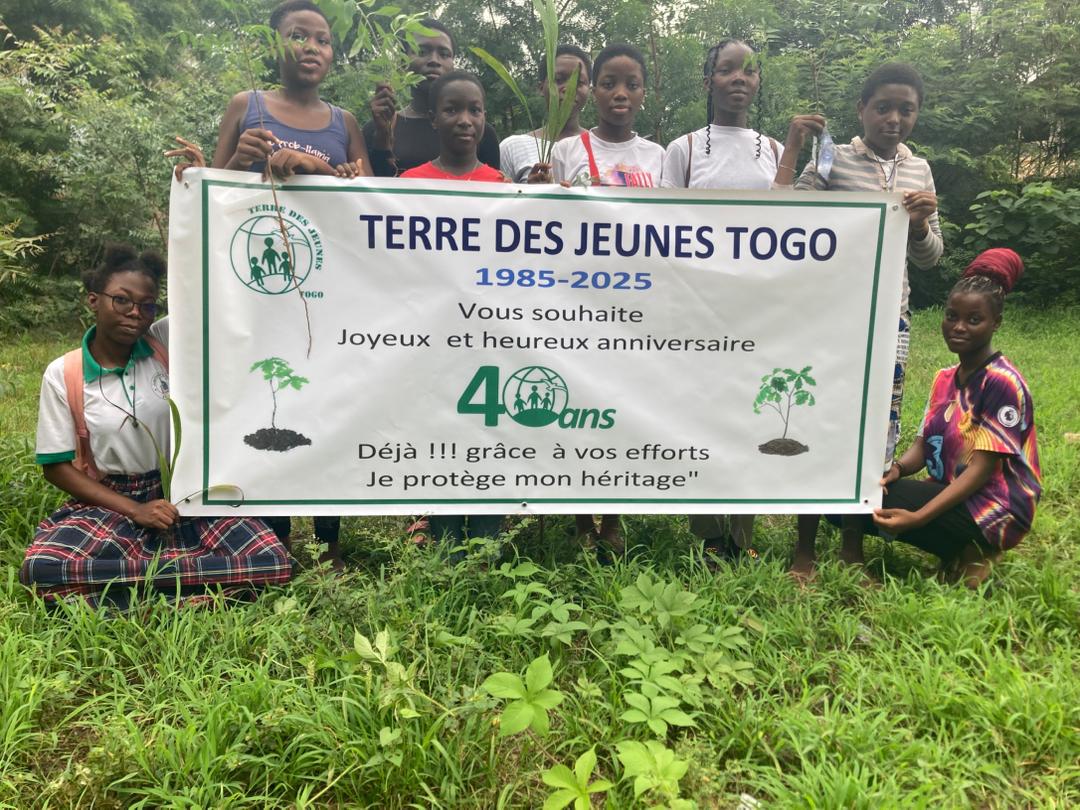 TERRE DES JEUNES
TOGO
TERRE DES JEUNES TOGO
1985-2025
Vous souhaite
Joyeux et heureux anniversaire
40 ans
Déjà !!! grâce à vos efforts
Je protège mon héritage"